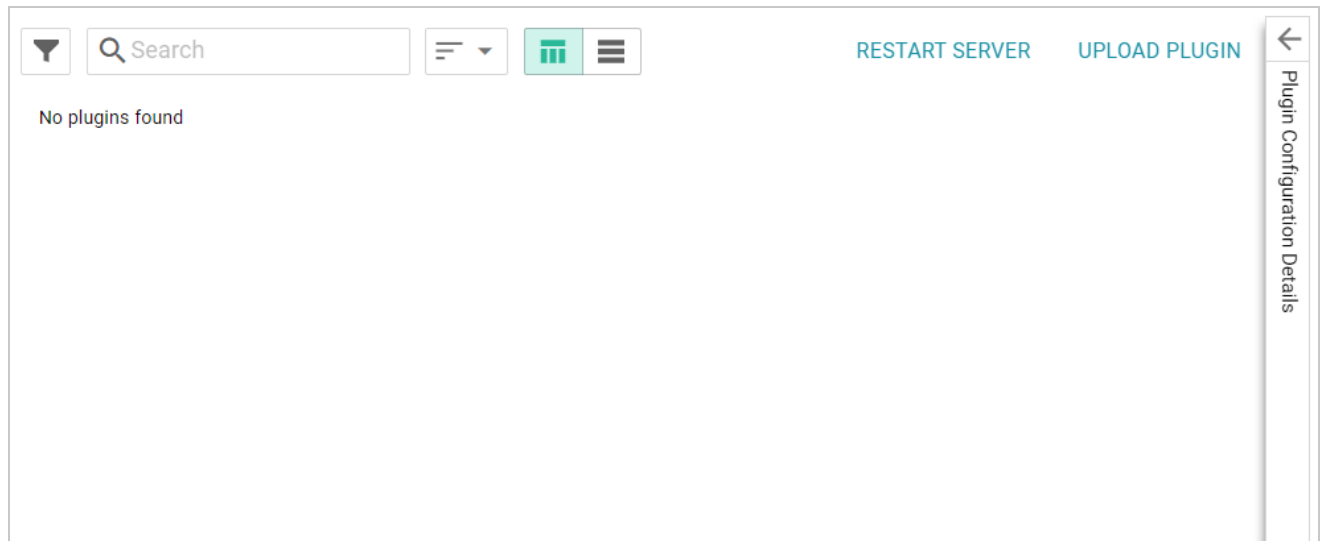 Search
RESTART SERVER
UPLOAD PLUGIN
No plugins found
Plugin Configuration Details